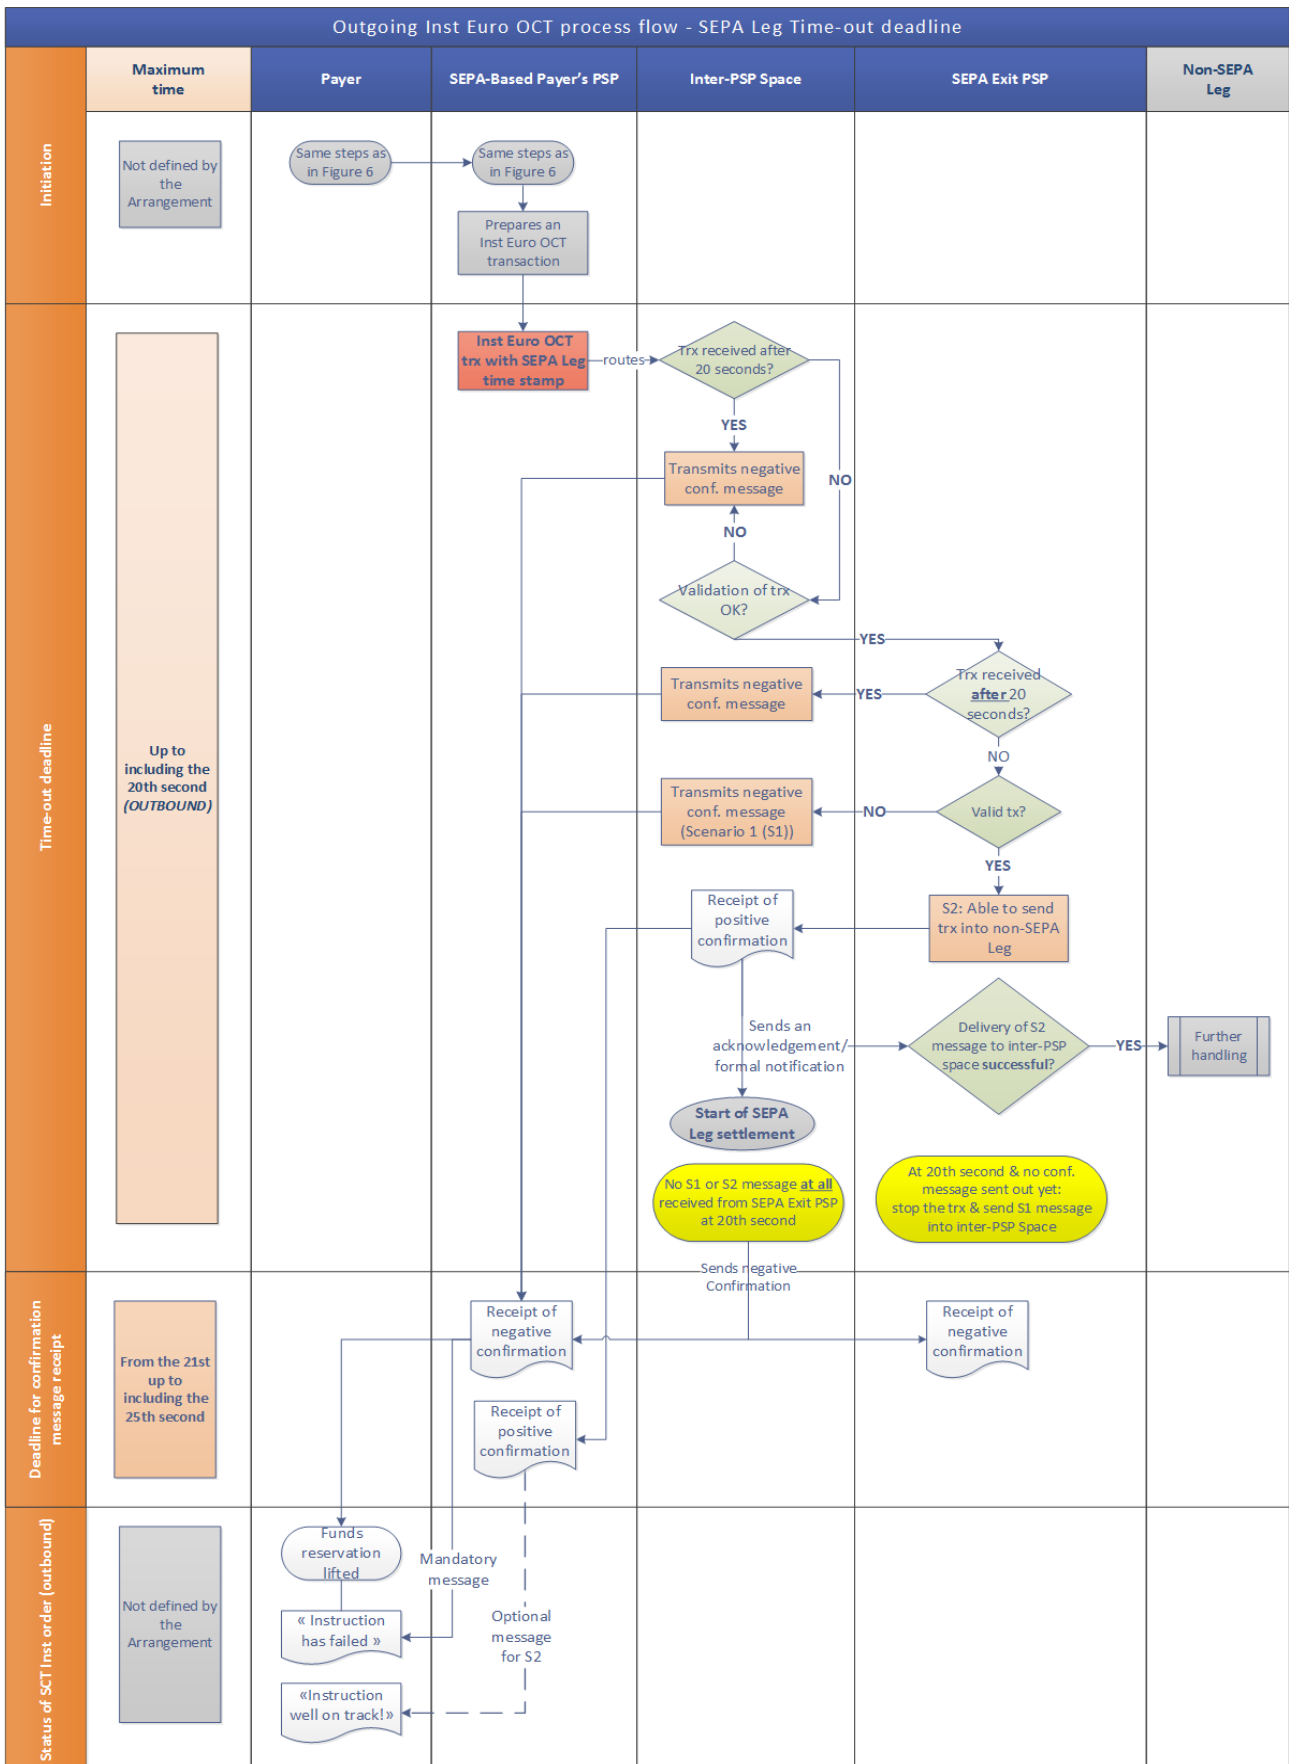 Outgoing Inst Euro OCT process flow - SEPA Leg Time-out deadline
Maximum
time
Payer
SEPA-Based Payer's PSP
Inter-PSP Space
SEPA Exit PSP
Non-SEPA
Leg
Initiation
Not defined by
the
Arrangement
Same steps as
in Figure 6
Same steps as
in Figure 6
Prepares an
Inst Euro OCT
transaction
Time-out deadline
Up to
including the
20th second
(OUTBOUND)
Inst Euro OCT
trx with SEPA Leg
time stamp
routes
Trx received after
20 seconds?
YES
NO
Transmits negative
conf. message
NO
Validation of trx
OK?
YES
Trx received
after 20
seconds?
YES
Transmits negative
conf. message
NO
Valid tx?
NO
Transmits negative
conf. message
(Scenario 1 (S1))
YES
S2: Able to send
trx into non-SEPA
Leg
Receipt of
positive
confirmation
Sends an
acknowledgement/
formal notification
Delivery of S2
message to inter-PSP
space successful?
YES
Further
handling
Start of SEPA
Leg settlement
No S1 or S2 message at all
received from SEPA Exit PSP
at 20th second
At 20th second & no conf.
message sent out yet:
stop the trx & send S1 message
into inter-PSP Space
Sends negative
Confirmation
Deadline for confirmation
message receipt
From the 21st
up to
including the
25th second
Receipt of
negative
confirmation
Receipt of
negative
confirmation
Receipt of
positive
confirmation
Status of SCT Inst order (outbound)
Not defined by
the
Arrangement
Funds
reservation
lifted
Mandatory
message
« Instruction
has failed »
Optional
message
for S2
«Instruction
well on track!»